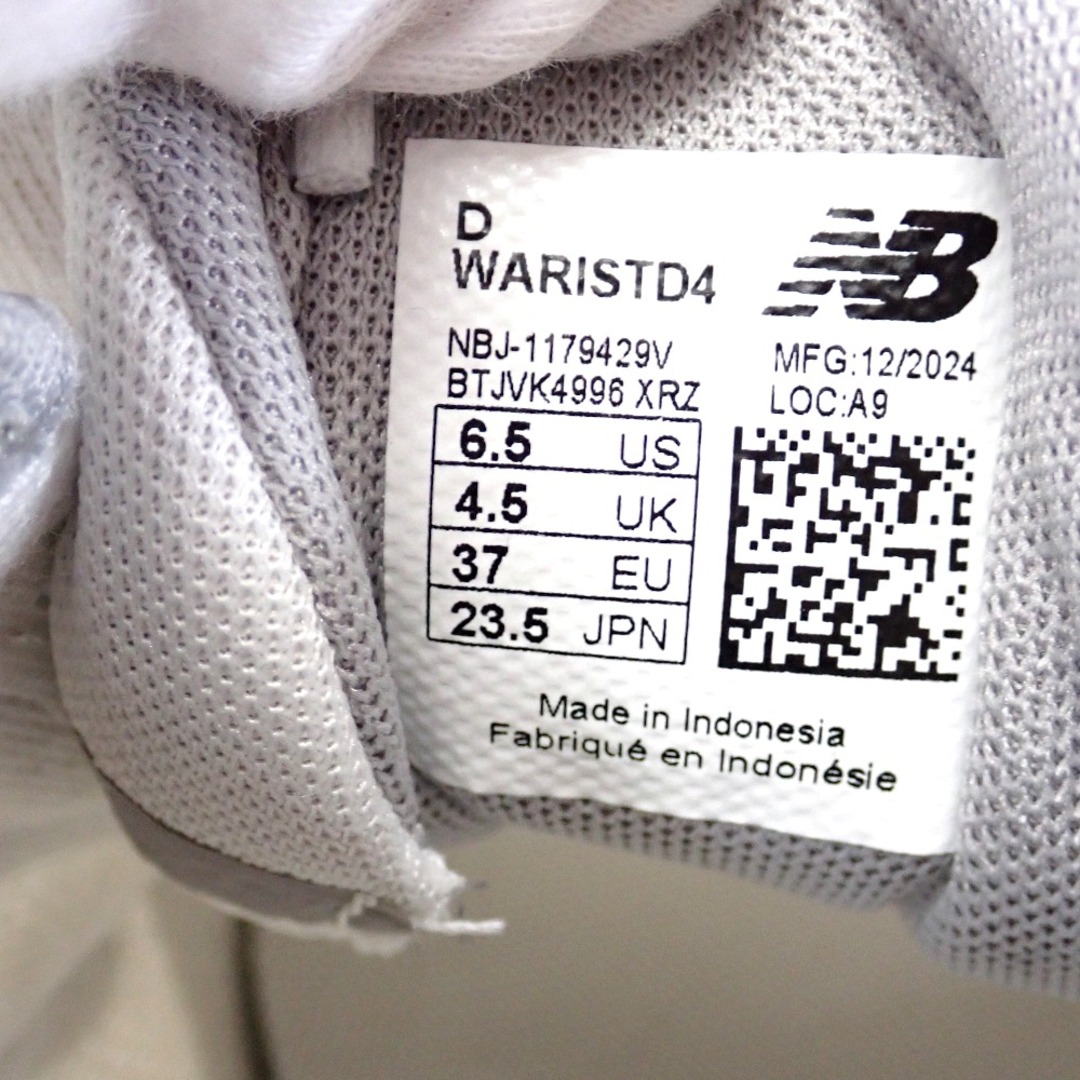 D
WARISTD4
NB
NBJ-1179429V
BTJVK4996 XRZ
MFG:12/2024
LOC:A9
6.5 US
4.5 UK
37 EU
23.5 JPN
Made in Indonesia
Fabriqué en Indonésie